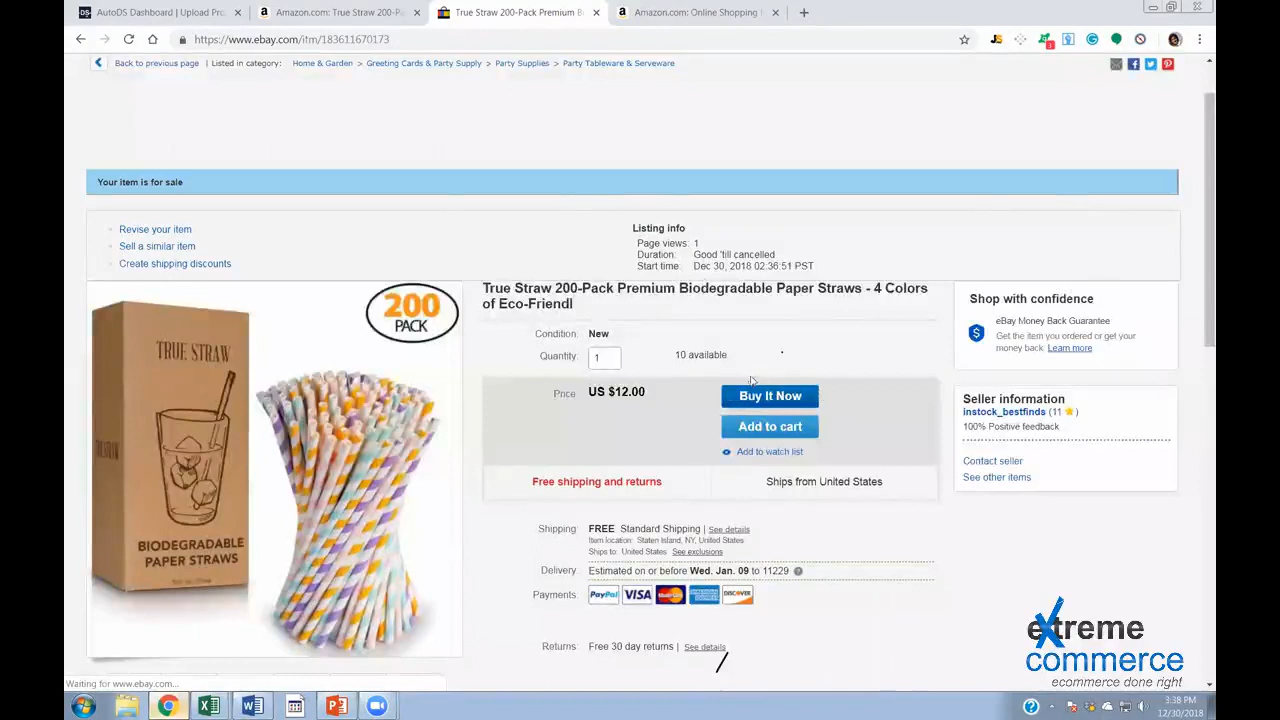 AutoDS Dashboard | Upload Pro
Amazon.com: True Straw 200-Pa
True Straw 200-Pack Premium B
Amazon.com: Online Shopping
https://www.ebay.com/itm/183611670173
Back to previous page | Listed in category: Home & Garden > Greeting Cards & Party Supply > Party Supplies > Party Tableware & Serveware
Your item is for sale
Revise your item
Sell a similar item
Create shipping discounts
Listing info
Page views: 1
Duration: Good 'till cancelled
Start time: Dec 30, 2018 02:36:51 PST
200
PACK
TRUE STRAW
BIODEGRADABLE
PAPER STRAWS
True Straw 200-Pack Premium Biodegradable Paper Straws - 4 Colors
of Eco-Friendl
Condition: New
Quantity: 1 10 available
Price: US $12.00
Buy It Now
Add to cart
Add to watch list
Free shipping and returns
Ships from United States
Shipping: FREE Standard Shipping | See details
Item location: Staten Island, NY, United States
Ships to: United States See exclusions
Delivery: Estimated on or before Wed. Jan. 09 to 11229
Payments: PayPal VISA MasterCard DISCOVER
Returns: Free 30 day returns | See details
Shop with confidence
eBay Money Back Guarantee
Get the item you ordered or get your
money back. Learn more
Seller information
instock_bestfinds (11 )
100% Positive feedback
Contact seller
See other items
extreme
commerce
ecommerce done right
Waiting for www.ebay.com...
3:38 PM
12/30/2018